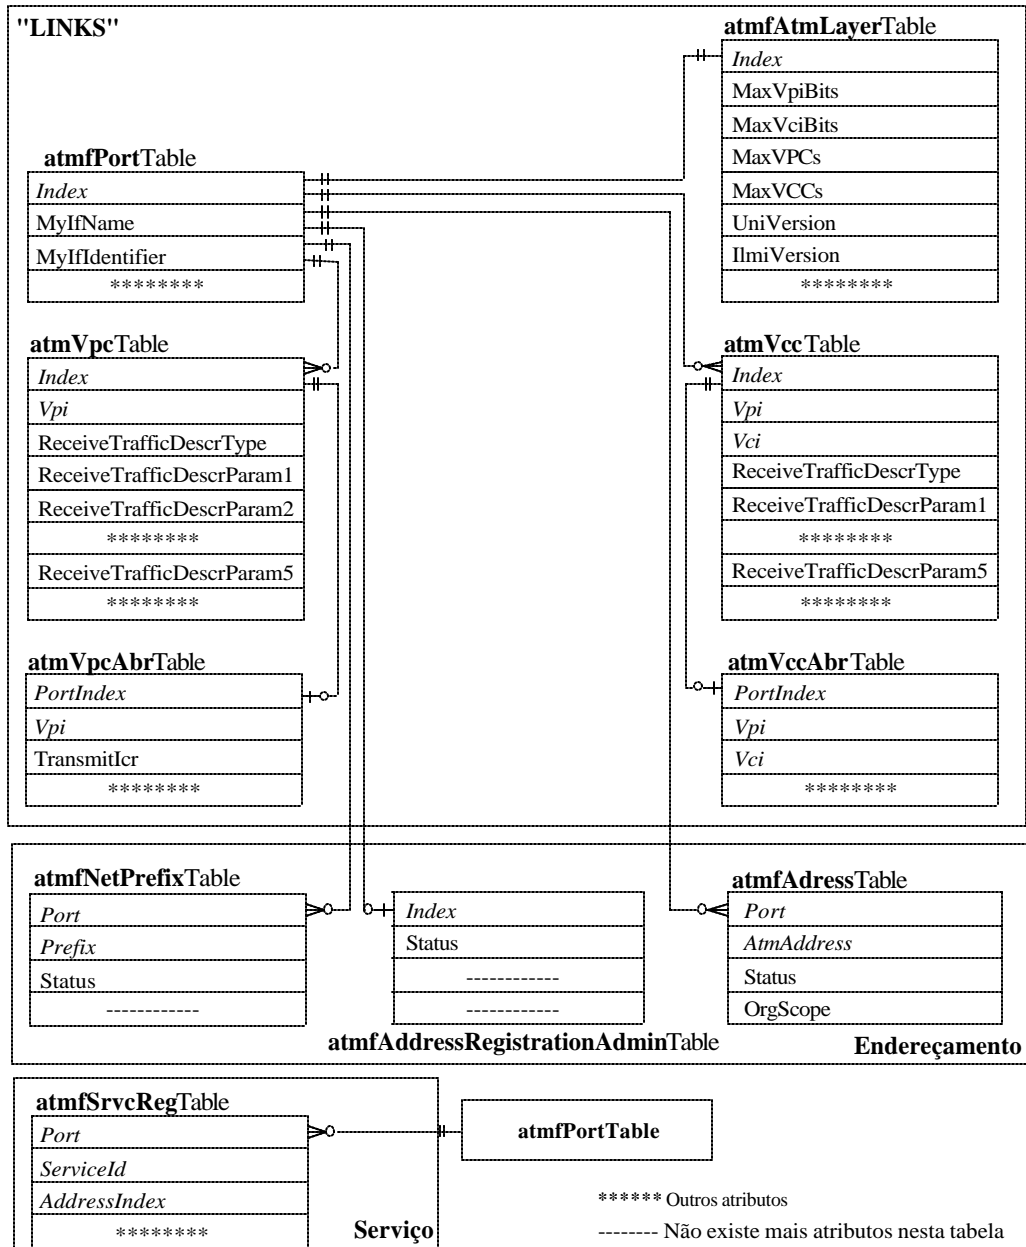 "LINKS"
atmfAtmLayerTable
Index
MaxVpiBits
MaxVciBits
MaxVPCs
MaxVCCs
UniVersion
IlmiVersion
********
atmfPortTable
Index
MyIfName
MyIfIdentifier
********
atmVpcTable
Index
Vpi
ReceiveTrafficDescrType
ReceiveTrafficDescrParam1
ReceiveTrafficDescrParam2
********
ReceiveTrafficDescrParam5
********
atmVccTable
Index
Vpi
Vci
ReceiveTrafficDescrType
ReceiveTrafficDescrParam1
********
ReceiveTrafficDescrParam5
********
atmVpcAbrTable
PortIndex
Vpi
TransmitIcr
********
atmVccAbrTable
PortIndex
Vpi
Vci
********
atmfNetPrefixTable
Port
Prefix
Status
------------
Index
Status
------------
------------
atmfAddressRegistrationAdminTable
atmfAdressTable
Port
AtmAddress
Status
OrgScope
Endereçamento
atmfSrvcRegTable
Port
ServiceId
AddressIndex
********
Serviço
atmfPortTable
****** Outros atributos
-------- Não existe mais atributos nesta tabela